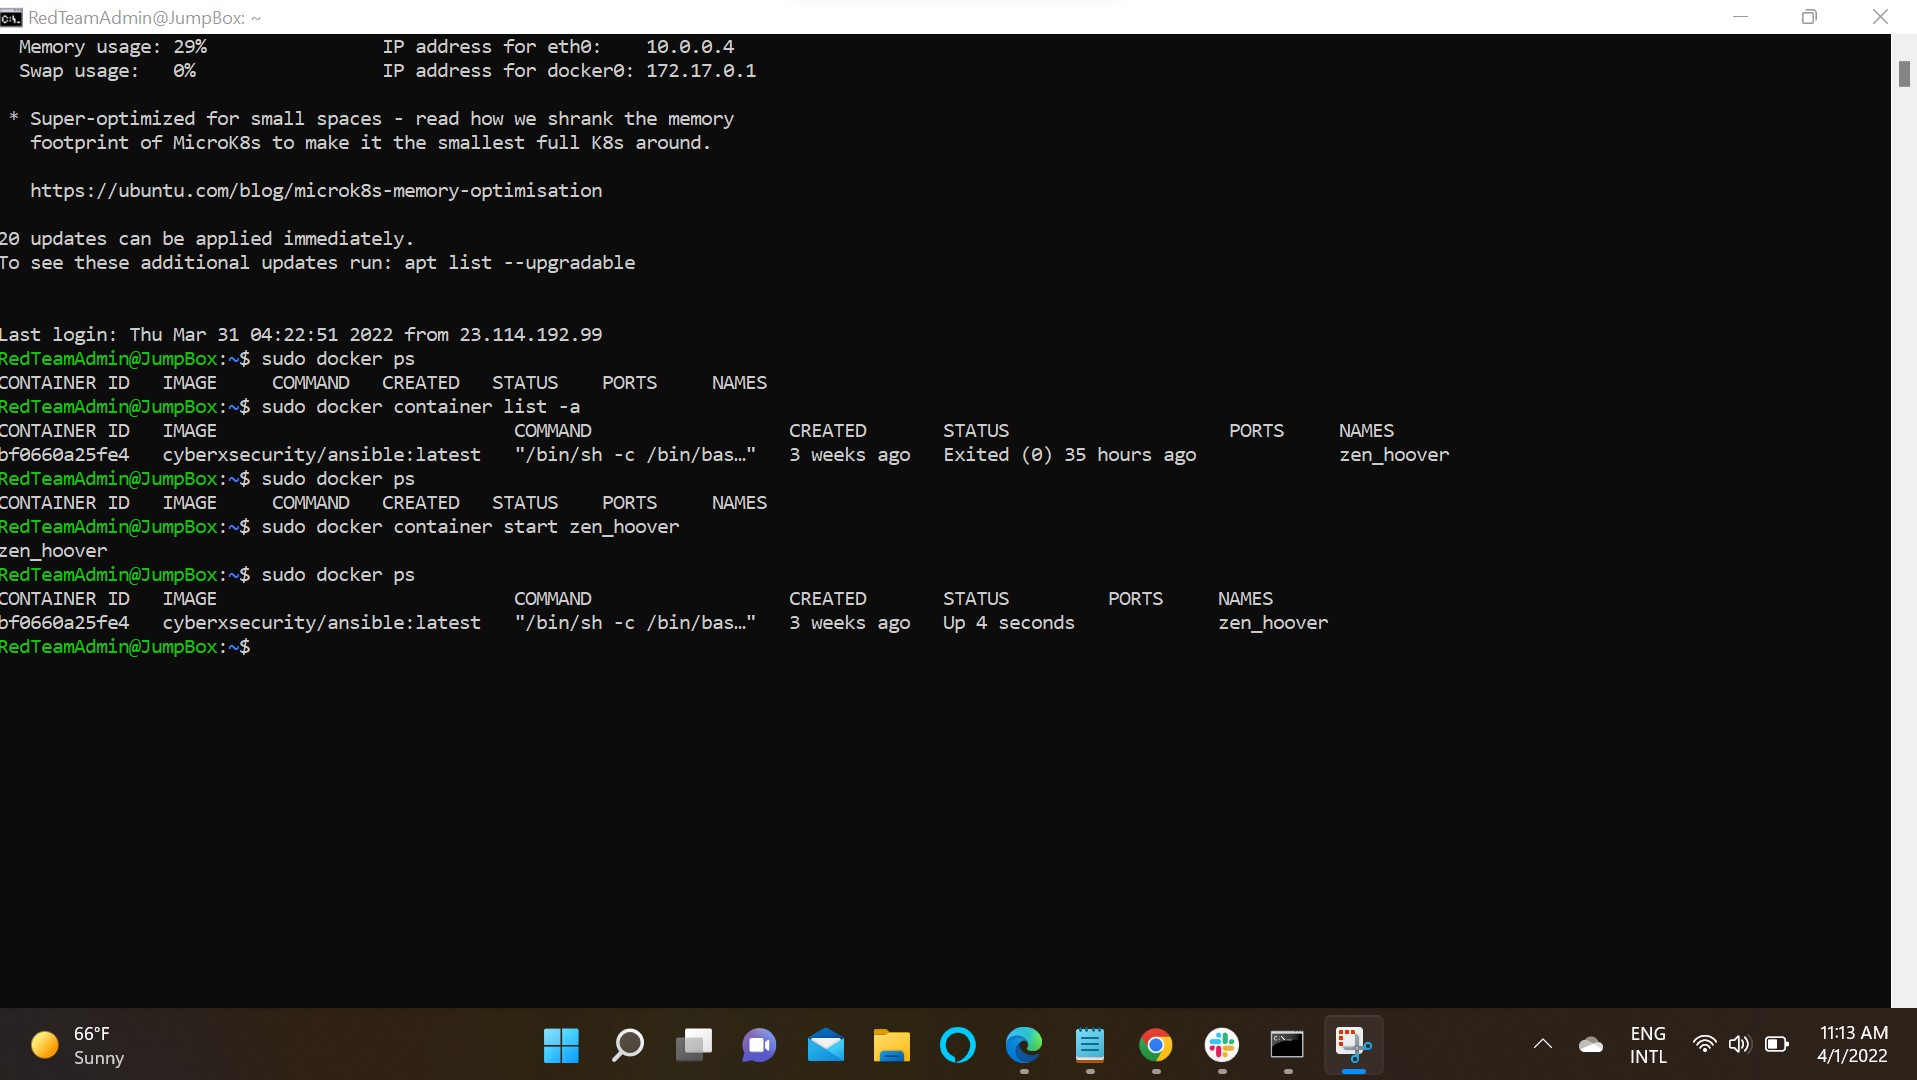 RedTeamAdmin@JumpBox: ~
Memory usage: 29% IP address for eth0: 10.0.0.4
Swap usage: 0% IP address for docker0: 172.17.0.1
* Super-optimized for small spaces - read how we shrank the memory
footprint of MicroK8s to make it the smallest full K8s around.
https://ubuntu.com/blog/microk8s-memory-optimisation
20 updates can be applied immediately.
To see these additional updates run: apt list --upgradable
Last login: Thu Mar 31 04:22:51 2022 from 23.114.192.99
RedTeamAdmin@JumpBox:~$ sudo docker ps
CONTAINER ID IMAGE COMMAND CREATED STATUS PORTS NAMES
RedTeamAdmin@JumpBox:~$ sudo docker container list -a
CONTAINER ID IMAGE COMMAND CREATED STATUS PORTS NAMES
bf0660a25fe4 cyberxsecurity/ansible:latest "/bin/sh -c /bin/bas…" 3 weeks ago Exited (0) 35 hours ago zen_hoover
RedTeamAdmin@JumpBox:~$ sudo docker ps
CONTAINER ID IMAGE COMMAND CREATED STATUS PORTS NAMES
RedTeamAdmin@JumpBox:~$ sudo docker container start zen_hoover
zen_hoover
RedTeamAdmin@JumpBox:~$ sudo docker ps
CONTAINER ID IMAGE COMMAND CREATED STATUS PORTS NAMES
bf0660a25fe4 cyberxsecurity/ansible:latest "/bin/sh -c /bin/bas…" 3 weeks ago Up 4 seconds zen_hoover
RedTeamAdmin@JumpBox:~$
66°F
Sunny
ENG
INTL
11:13 AM
4/1/2022